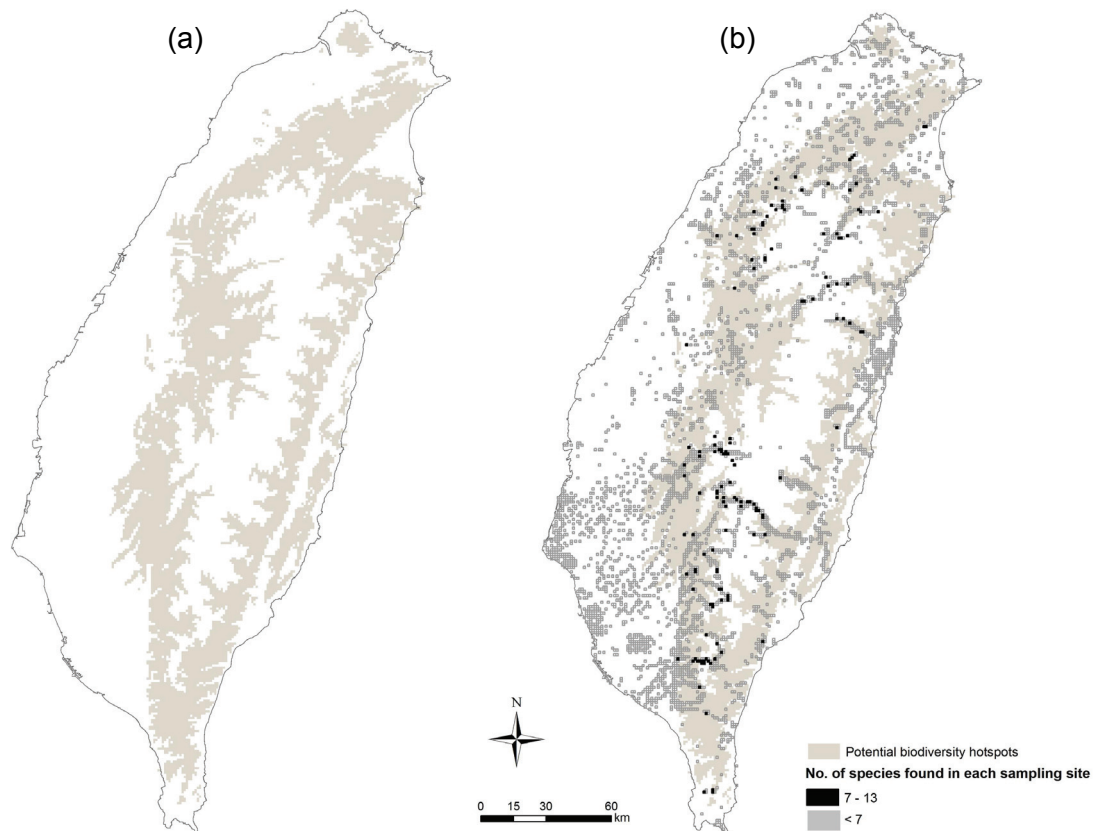 (a)
(b)
N
0 15 30 60
km
Potential biodiversity hotspots
No. of species found in each sampling site
7 - 13
< 7